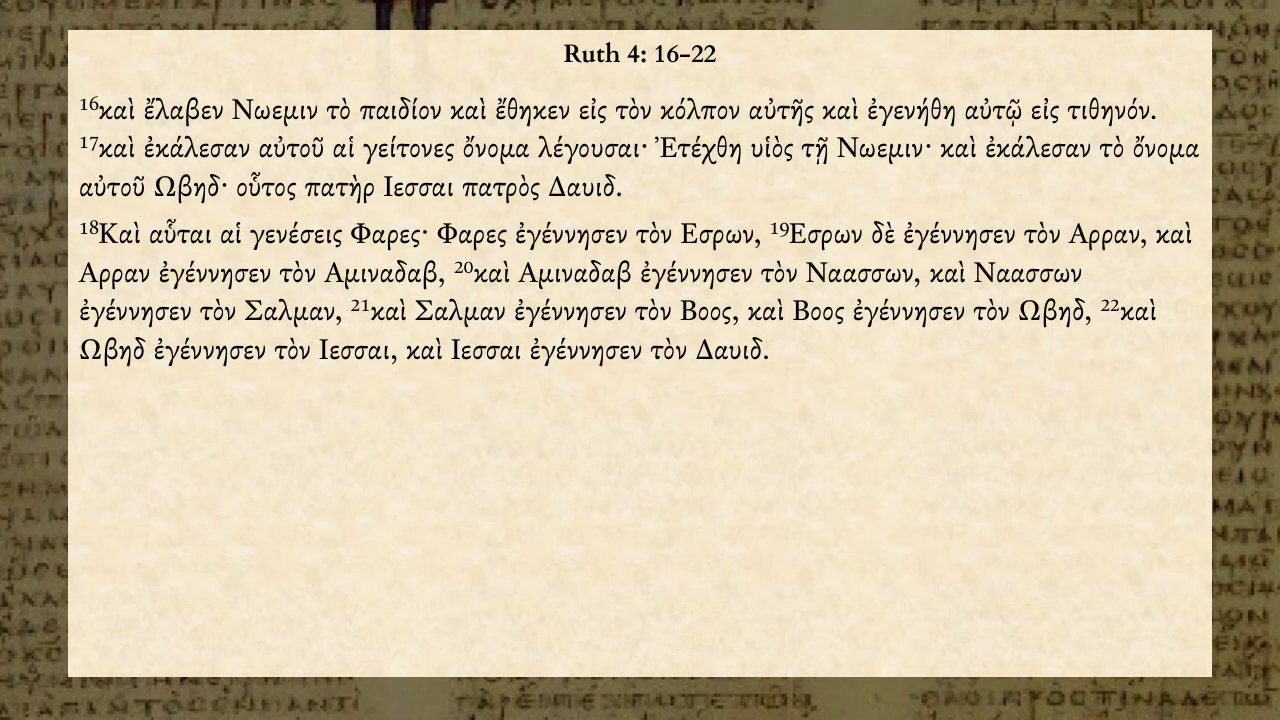 Ruth 4: 16–22
¹⁶καὶ ἔλαβεν Νωεμιν τὸ παιδίον καὶ ἔθηκεν εἰς τὸν κόλπον αὐτῆς καὶ ἐγενήθη αὐτῷ εἰς τιθηνόν.
¹⁷καὶ ἐκάλεσαν αὐτοῦ αἱ γείτονες ὄνομα λέγουσαι· Ἐτέχθη υἱὸς τῇ Νωεμιν· καὶ ἐκάλεσαν τὸ ὄνομα
αὐτοῦ Ωβηδ· οὗτος πατὴρ Ιεσσαι πατρὸς Δαυιδ.
¹⁸Καὶ αὗται αἱ γενέσεις Φαρες· Φαρες ἐγέννησεν τὸν Εσρων, ¹⁹Εσρων δὲ ἐγέννησεν τὸν Αρραν, καὶ
Αρραν ἐγέννησεν τὸν Αμιναδαβ, ²⁰καὶ Αμιναδαβ ἐγέννησεν τὸν Ναασσων, καὶ Ναασσων
ἐγέννησεν τὸν Σαλμαν, ²¹καὶ Σαλμαν ἐγέννησεν τὸν Βοος, καὶ Βοος ἐγέννησεν τὸν Ωβηδ, ²²καὶ
Ωβηδ ἐγέννησεν τὸν Ιεσσαι, καὶ Ιεσσαι ἐγέννησεν τὸν Δαυιδ.